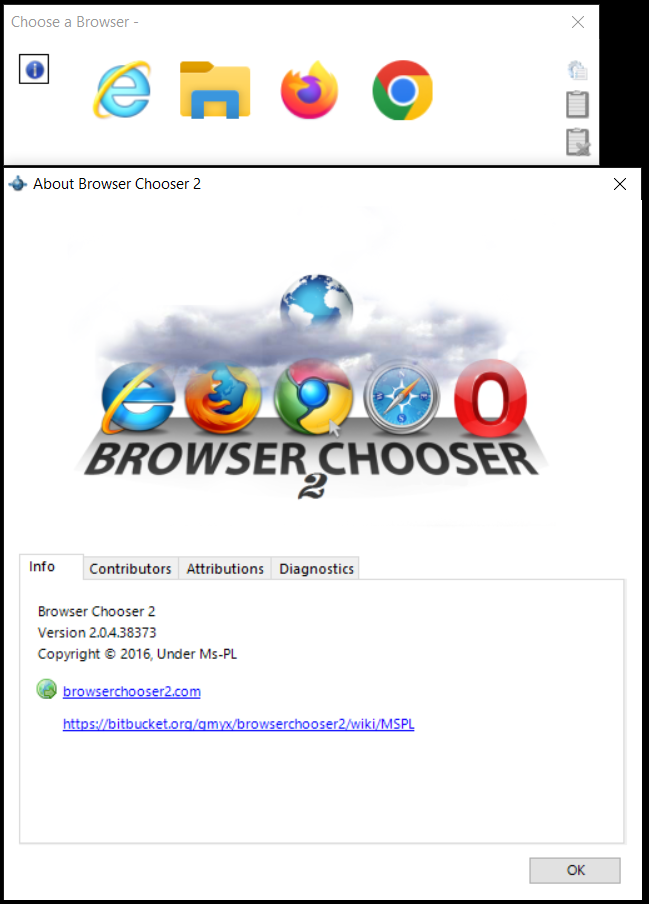 Choose a Browser -
About Browser Chooser 2
BROWSER CHOOSER
2
Info
Contributors
Attributions
Diagnostics
Browser Chooser 2
Version 2.0.4.38373
Copyright © 2016, Under Ms-PL
browserchooser2.com
https://bitbucket.org/gmyx/browserchooser2/wiki/MSPL
OK